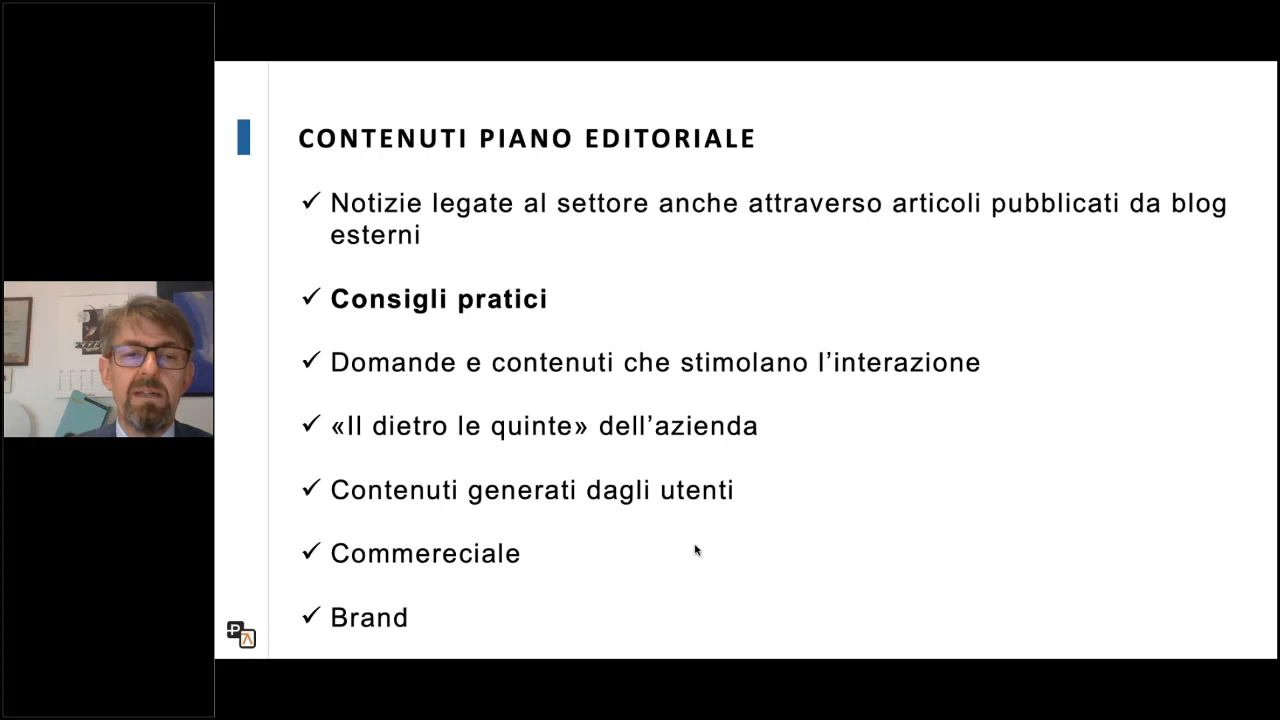 CONTENUTI PIANO EDITORIALE
✓ Notizie legate al settore anche attraverso articoli pubblicati da blog
esterni
✓ Consigli pratici
✓ Domande e contenuti che stimolano l’interazione
✓ «Il dietro le quinte» dell’azienda
✓ Contenuti generati dagli utenti
✓ Commereciale
✓ Brand